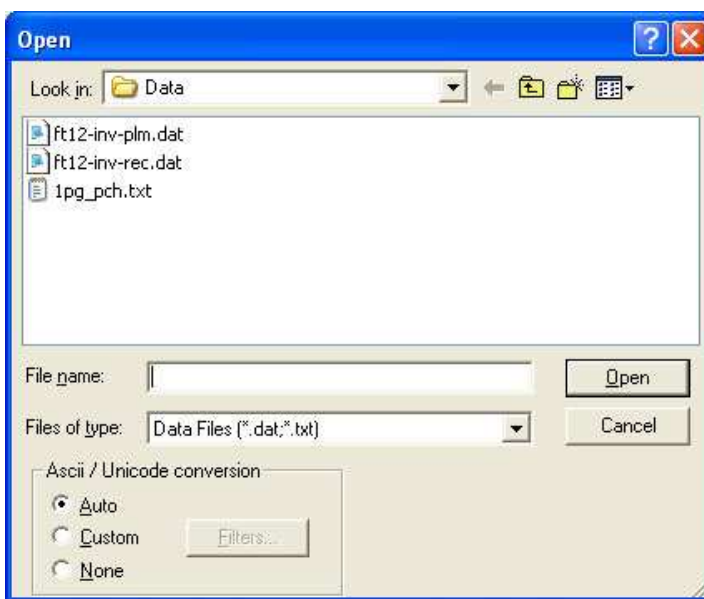 Open
Look in: Data
ft12-inv-plm.dat
ft12-inv-rec.dat
1pg_pch.txt
File name:
Open
Files of type: Data Files (*.dat;*.txt)
Cancel
Ascii / Unicode conversion
Auto
Custom
Filters...
None